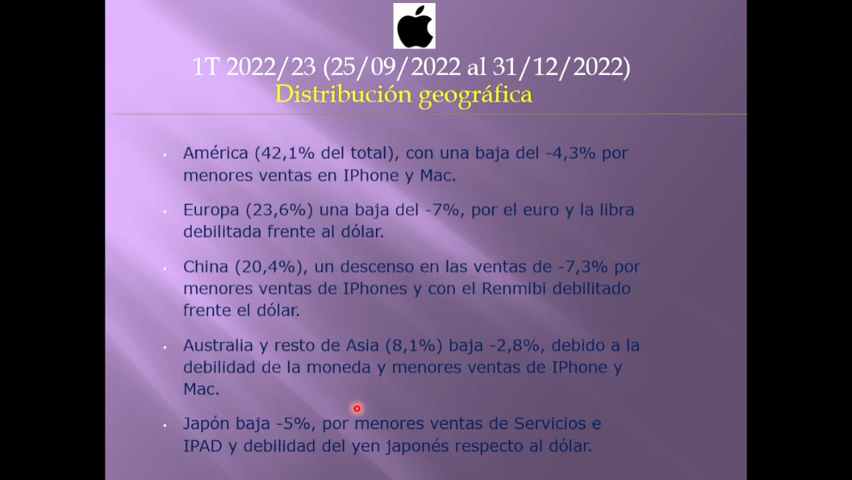 1T 2022/23 (25/09/2022 al 31/12/2022)
Distribución geográfica
América (42,1% del total), con una baja del -4,3% por
menores ventas en IPhone y Mac.
Europa (23,6%) una baja del -7%, por el euro y la libra
debilitada frente al dólar.
China (20,4%), un descenso en las ventas de -7,3% por
menores ventas de IPhones y con el Renmibi debilitado
frente el dólar.
Australia y resto de Asia (8,1%) baja -2,8%, debido a la
debilidad de la moneda y menores ventas de IPhone y
Mac.
Japón baja -5%, por menores ventas de Servicios e
IPAD y debilidad del yen japonés respecto al dólar.